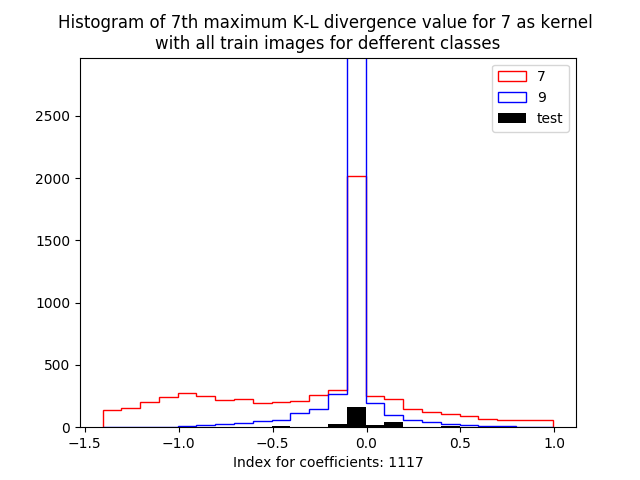 Histogram of 7th maximum K-L divergence value for 7 as kernel
with all train images for defferent classes
7
9
test
2500
2000
1500
1000
500
0
−1.5 −1.0 −0.5 0.0 0.5 1.0
Index for coefficients: 1117